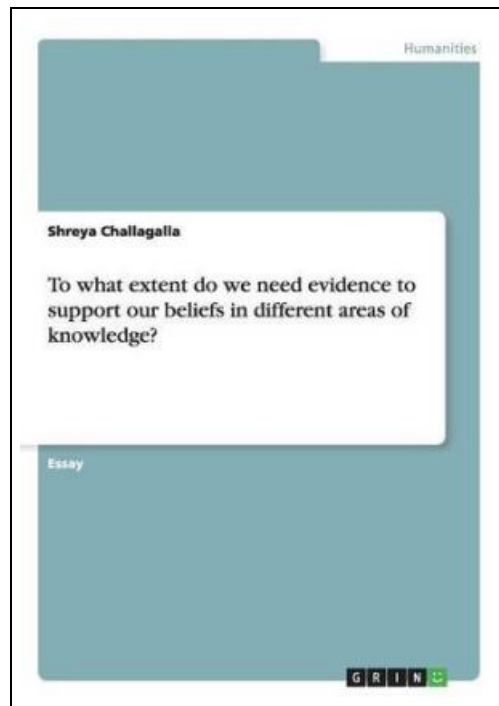 Humanities
Shreya Challagalla
To what extent do we need evidence to
support our beliefs in different areas of
knowledge?
Essay
GRIN